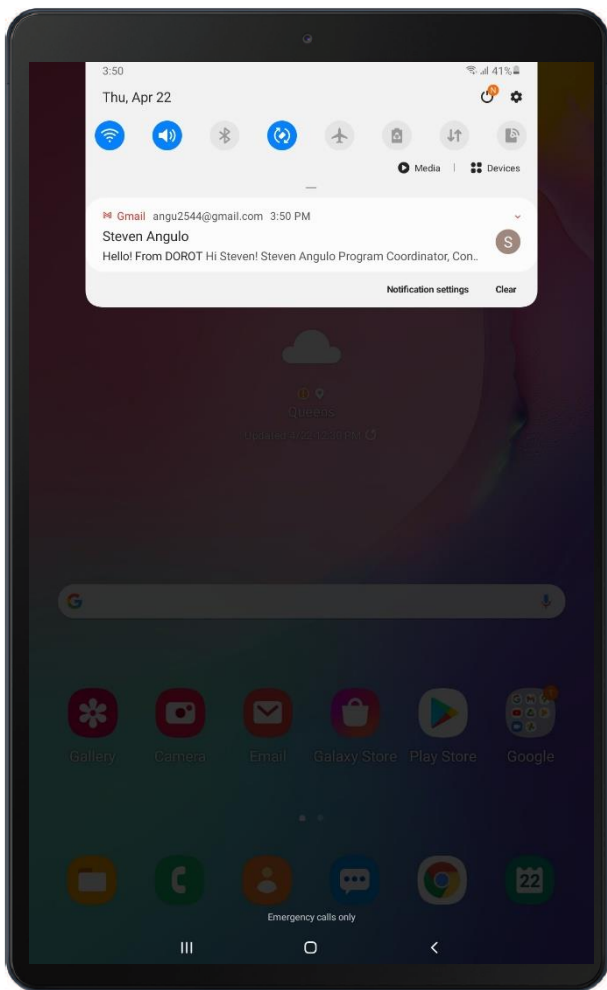 3:50 41%
Thu, Apr 22
N
Media | Devices
Gmail angu2544@gmail.com 3:50 PM
Steven Angulo
Hello! From DOROT Hi Steven! Steven Angulo Program Coordinator, Con..
S
Notification settings Clear
Queens
Gallery Camera Email Galaxy Store Play Store Google
22
Emergency calls only